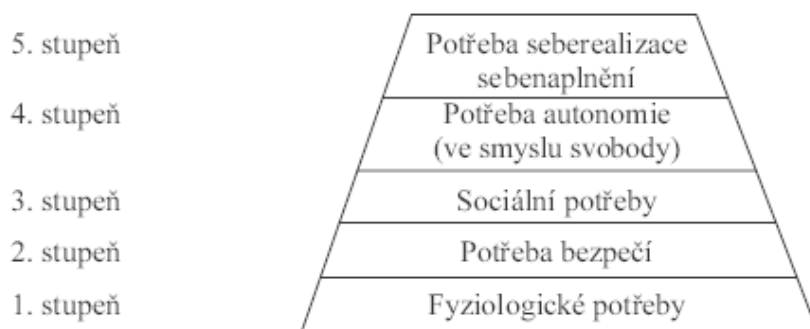 5. stupeň Potřeba seberealizace
sebenaplnění
4. stupeň Potřeba autonomie
(ve smyslu svobody)
3. stupeň Sociální potřeby
2. stupeň Potřeba bezpečí
1. stupeň Fyziologické potřeby